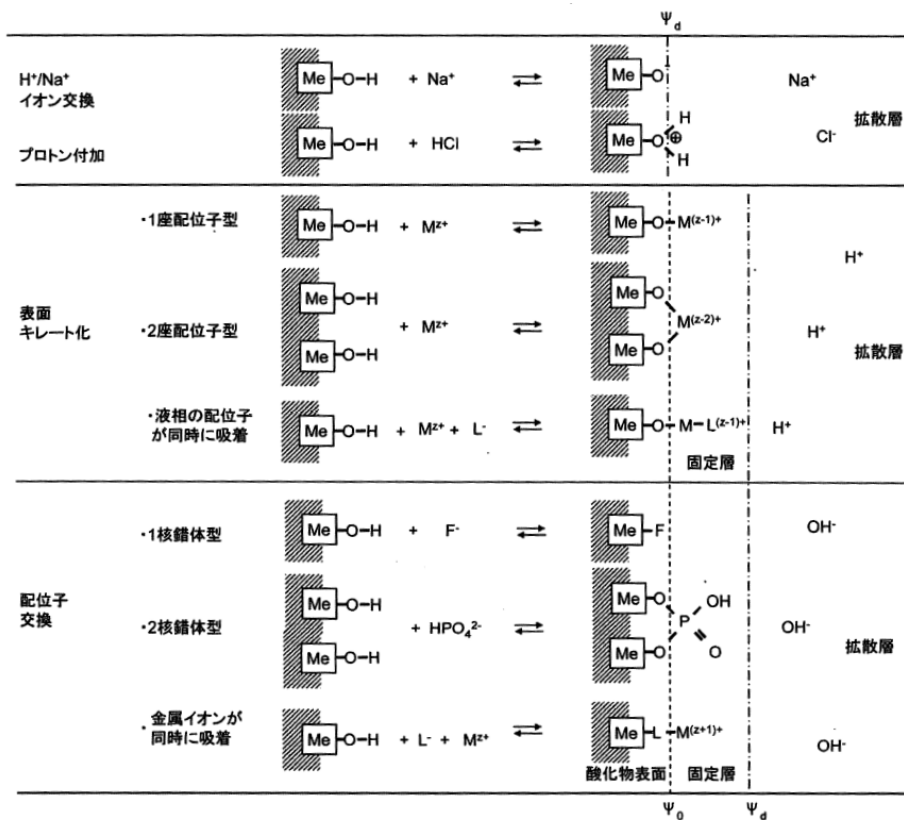 Ψd
H⁺/Na⁺
イオン交換
Me-O-H + Na⁺ ⇌ Me-O⁻ Na⁺
拡散層
プロトン付加
Me-O-H + HCl ⇌ Me-O H ⊕ H Cl⁻
・1座配位子型
Me-O-H + Mᶻ⁺ ⇌ Me-O-M⁽ᶻ⁻¹⁾⁺
H⁺
表面
キレート化
・2座配位子型
Me-O-H
Me-O-H
+ Mᶻ⁺ ⇌
Me-O
Me-O
M⁽ᶻ⁻²⁾⁺
H⁺
拡散層
・液相の配位子
が同時に吸着
Me-O-H + Mᶻ⁺ + L⁻ ⇌ Me-O-M-L⁽ᶻ⁻¹⁾⁺ H⁺
固定層
・1核錯体型
Me-O-H + F⁻ ⇌ Me-F
OH⁻
配位子
交換
・2核錯体型
Me-O-H
Me-O-H
+ HPO₄²⁻ ⇌
Me-O
Me-O
P
OH
O
OH⁻
拡散層
・金属イオンが
同時に吸着
Me-O-H + L⁻ + Mᶻ⁺ ⇌ Me-L-M⁽ᶻ⁺¹⁾⁺
OH⁻
酸化物表面 固定層
Ψ₀ Ψd